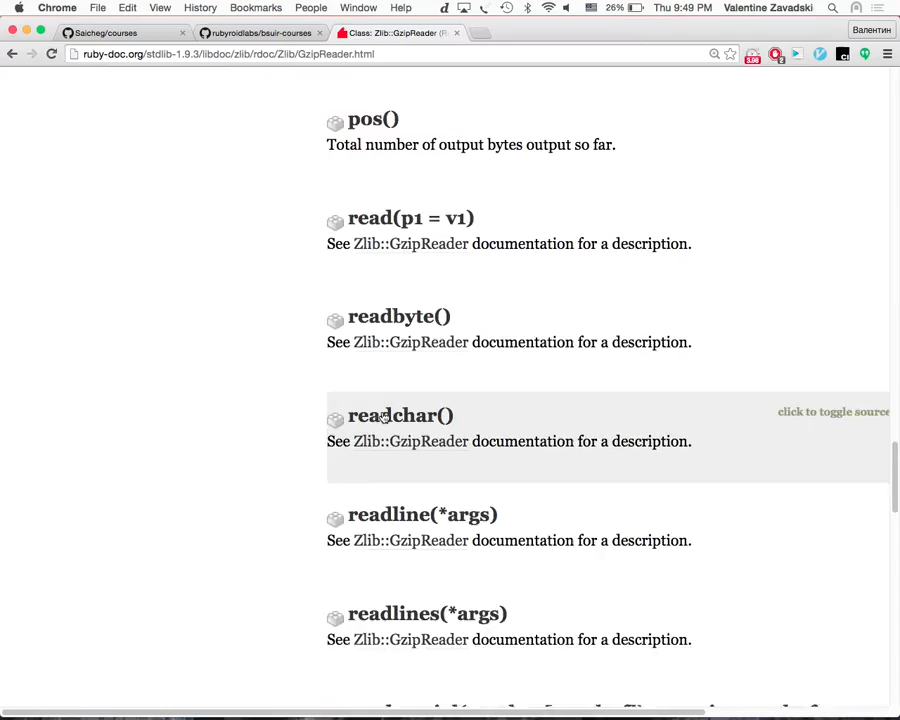 Chrome File Edit View History Bookmarks People Window Help 26% Thu 9:49 PM Valentine Zavadski
Saicheg/courses rubyroidlabs/bsuir-courses Class: Zlib::GzipReader (R Валентин
ruby-doc.org/stdlib-1.9.3/libdoc/zlib/rdoc/Zlib/GzipReader.html
pos()
Total number of output bytes output so far.
read(p1 = v1)
See Zlib::GzipReader documentation for a description.
readbyte()
See Zlib::GzipReader documentation for a description.
readchar() click to toggle source
See Zlib::GzipReader documentation for a description.
readline(*args)
See Zlib::GzipReader documentation for a description.
readlines(*args)
See Zlib::GzipReader documentation for a description.